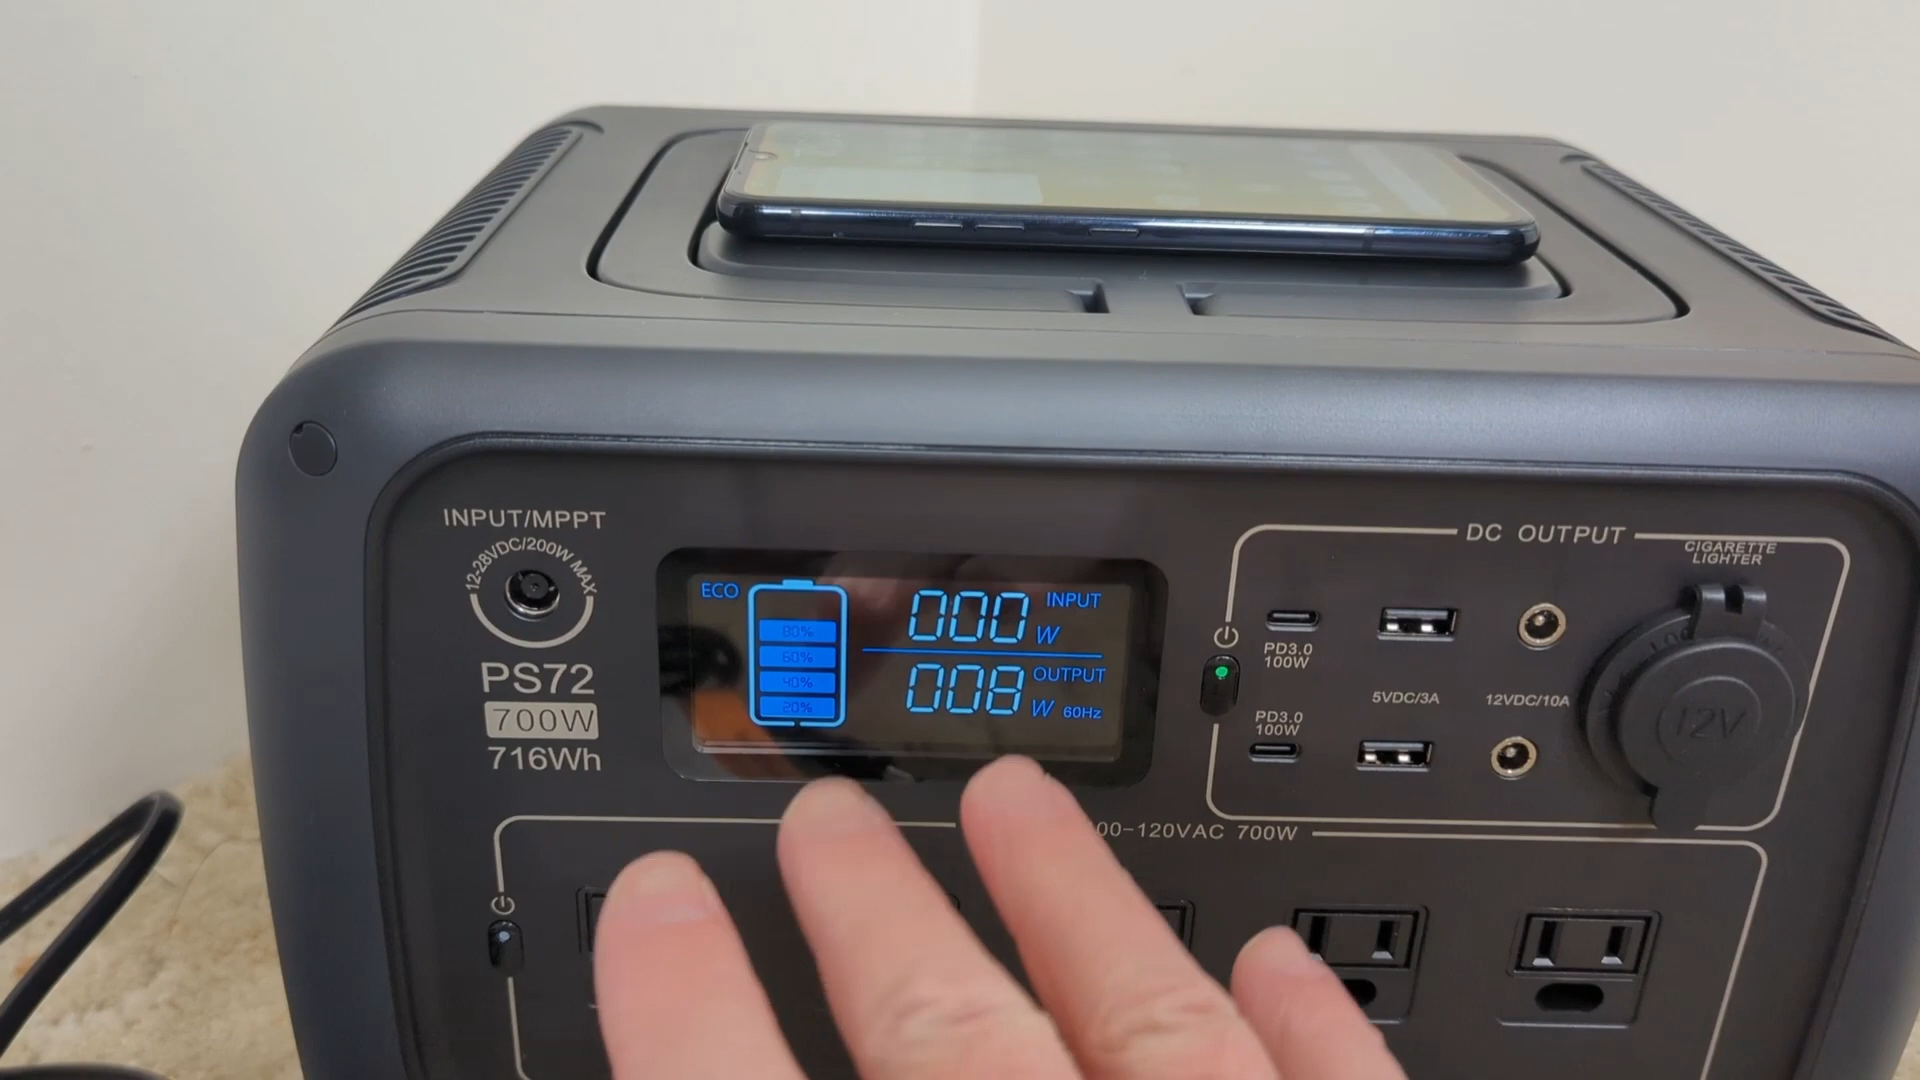 INPUT/MPPT
12-28VDC/200W MAX
PS72
700W
716Wh
ECO
80%
60%
40%
20%
000 W INPUT
008 W OUTPUT
60Hz
DC OUTPUT
CIGARETTE
LIGHTER
PD3.0
100W
5VDC/3A
12VDC/10A
PD3.0
100W
12V
00-120VAC 700W